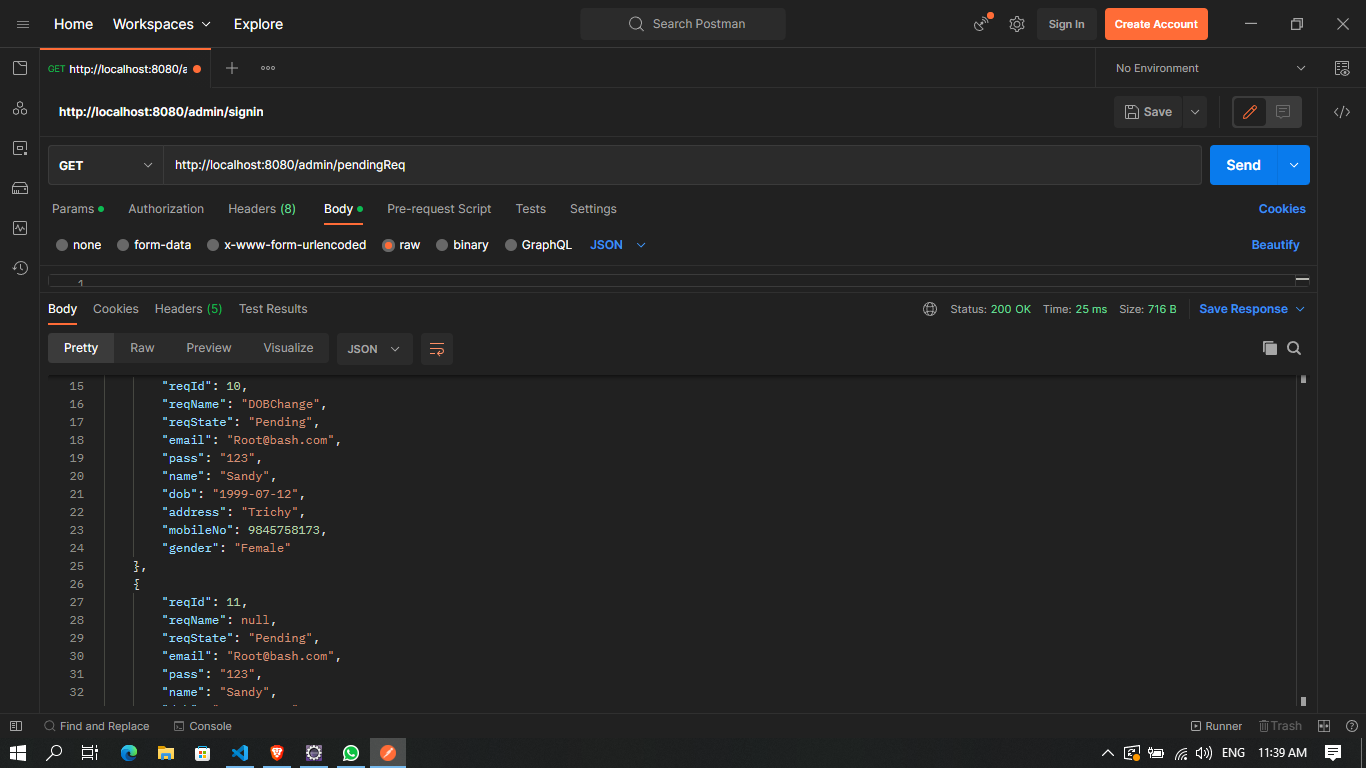 Home Workspaces Explore Search Postman Sign In Create Account
GET http://localhost:8080/a No Environment
http://localhost:8080/admin/signin Save
GET http://localhost:8080/admin/pendingReq Send
Params Authorization Headers (8) Body Pre-request Script Tests Settings Cookies
none form-data x-www-form-urlencoded raw binary GraphQL JSON Beautify
1
Body Cookies Headers (5) Test Results Status: 200 OK Time: 25 ms Size: 716 B Save Response
Pretty Raw Preview Visualize JSON
15 "reqId": 10,
16 "reqName": "DOBChange",
17 "reqState": "Pending",
18 "email": "Root@bash.com",
19 "pass": "123",
20 "name": "Sandy",
21 "dob": "1999-07-12",
22 "address": "Trichy",
23 "mobileNo": 9845758173,
24 "gender": "Female"
25 },
26 {
27 "reqId": 11,
28 "reqName": null,
29 "reqState": "Pending",
30 "email": "Root@bash.com",
31 "pass": "123",
32 "name": "Sandy",
Find and Replace Console Runner Trash
ENG 11:39 AM